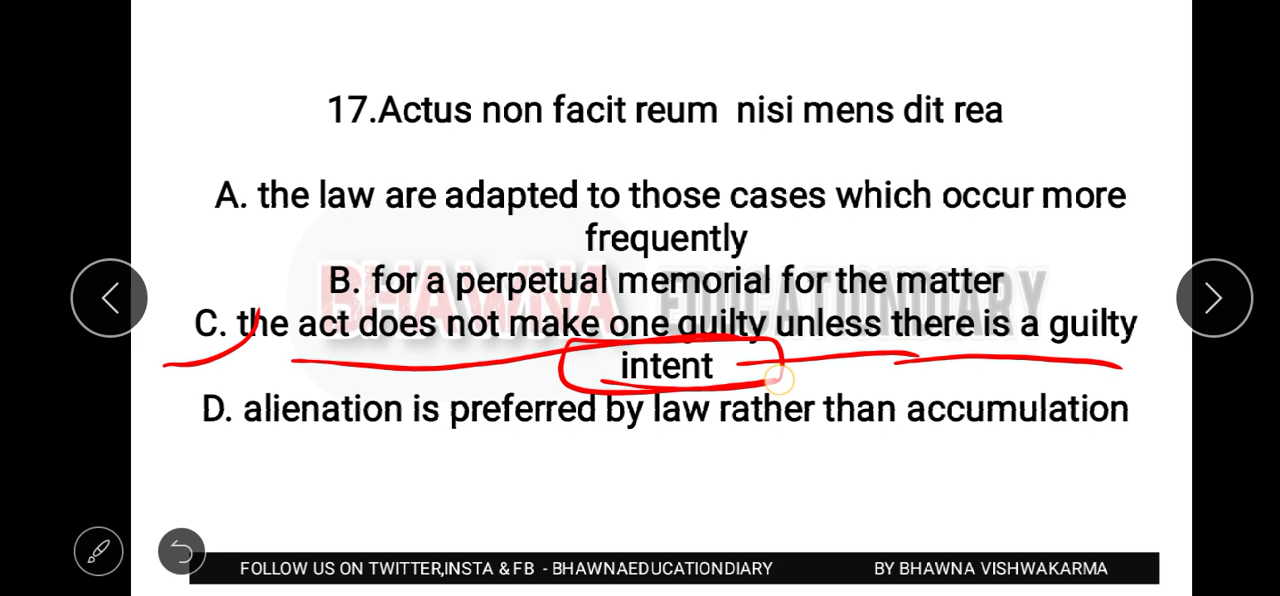 17.Actus non facit reum nisi mens dit rea
A. the law are adapted to those cases which occur more
frequently
B. for a perpetual memorial for the matter
C. the act does not make one guilty unless there is a guilty
intent
D. alienation is preferred by law rather than accumulation
BHAWNA EDUCATIONDIARY
FOLLOW US ON TWITTER,INSTA & FB - BHAWNAEDUCATIONDIARY BY BHAWNA VISHWAKARMA